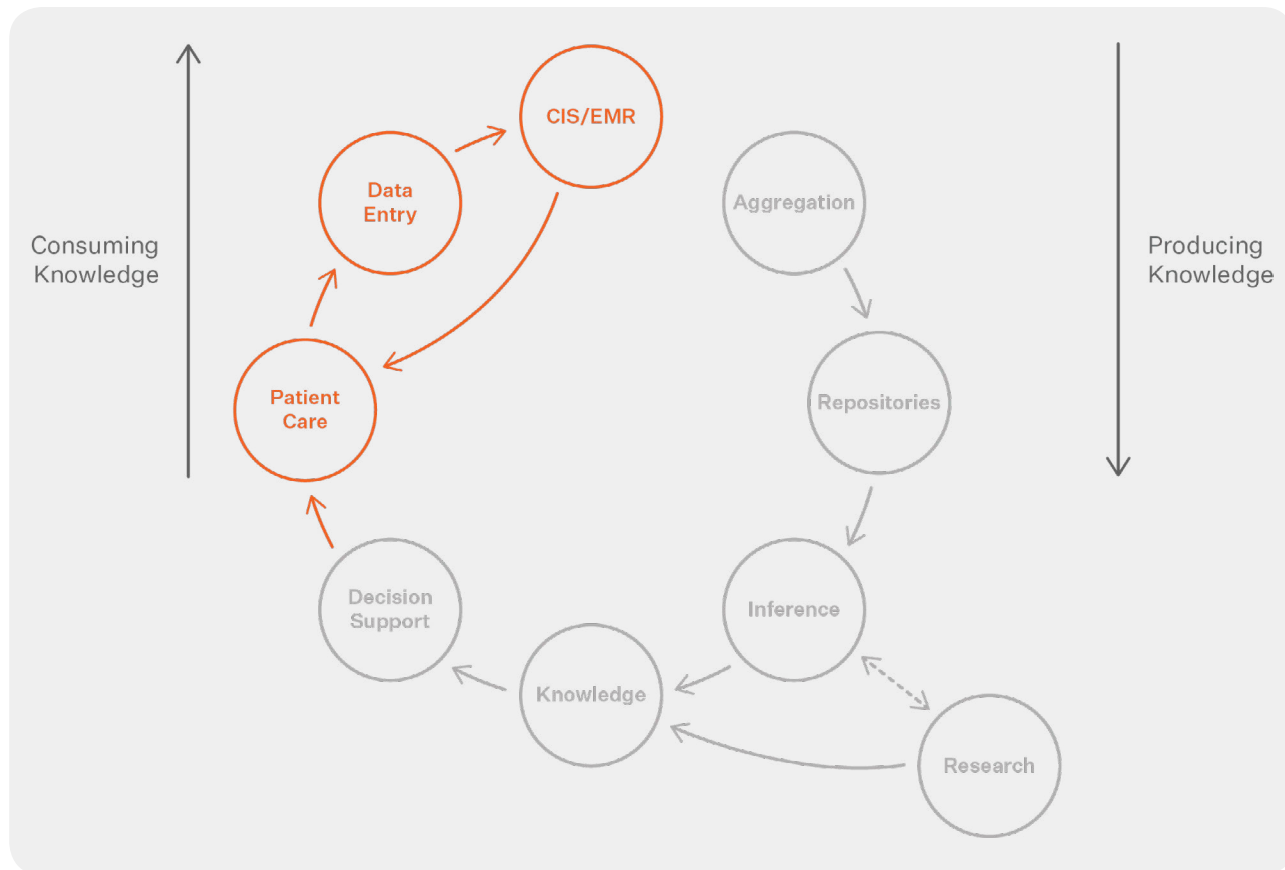 CIS/EMR
Data
Entry
Aggregation
Consuming
Knowledge
Producing
Knowledge
Patient
Care
Repositories
Decision
Support
Inference
Knowledge
Research